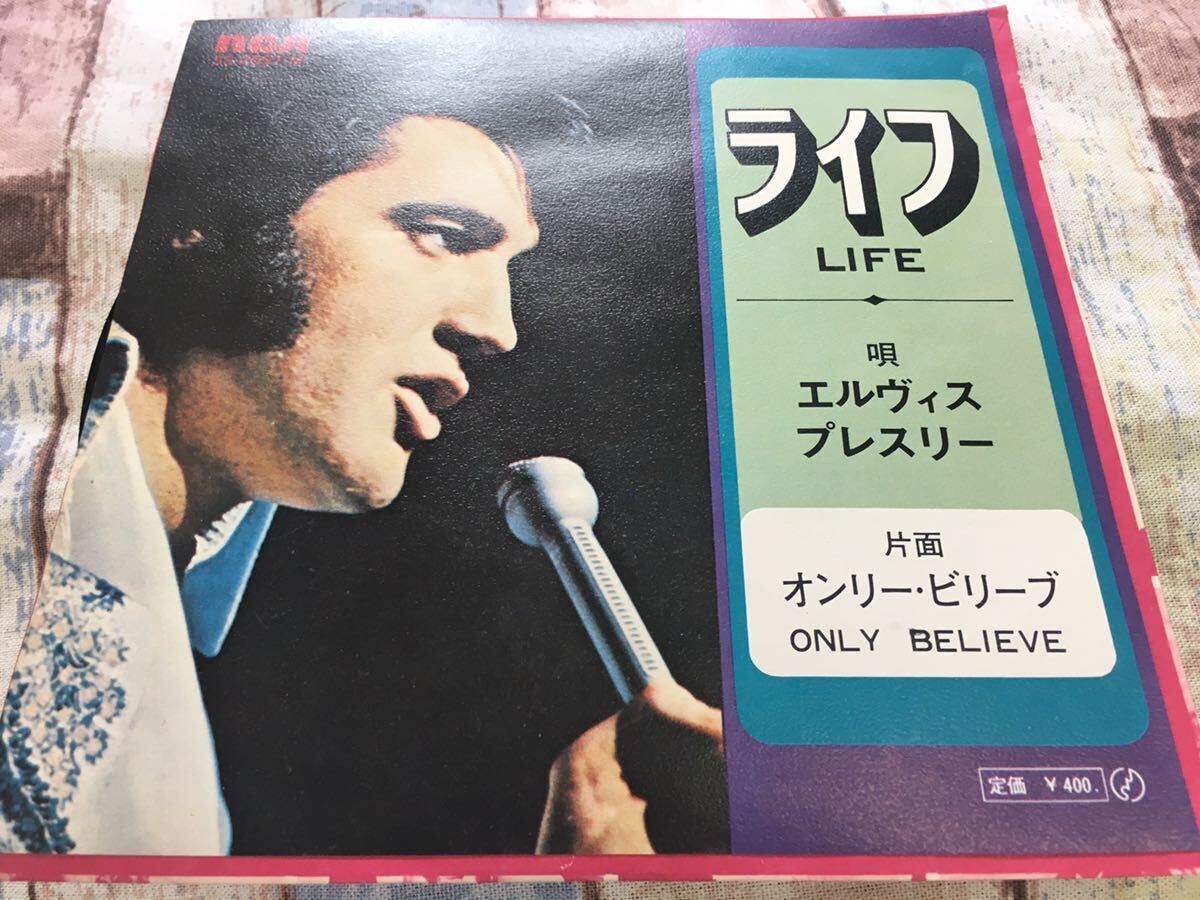 RCA
ライフ
LIFE
唄
エルヴィス
プレスリー
片面
オンリー・ビリーブ
ONLY BELIEVE
定価 ￥400.